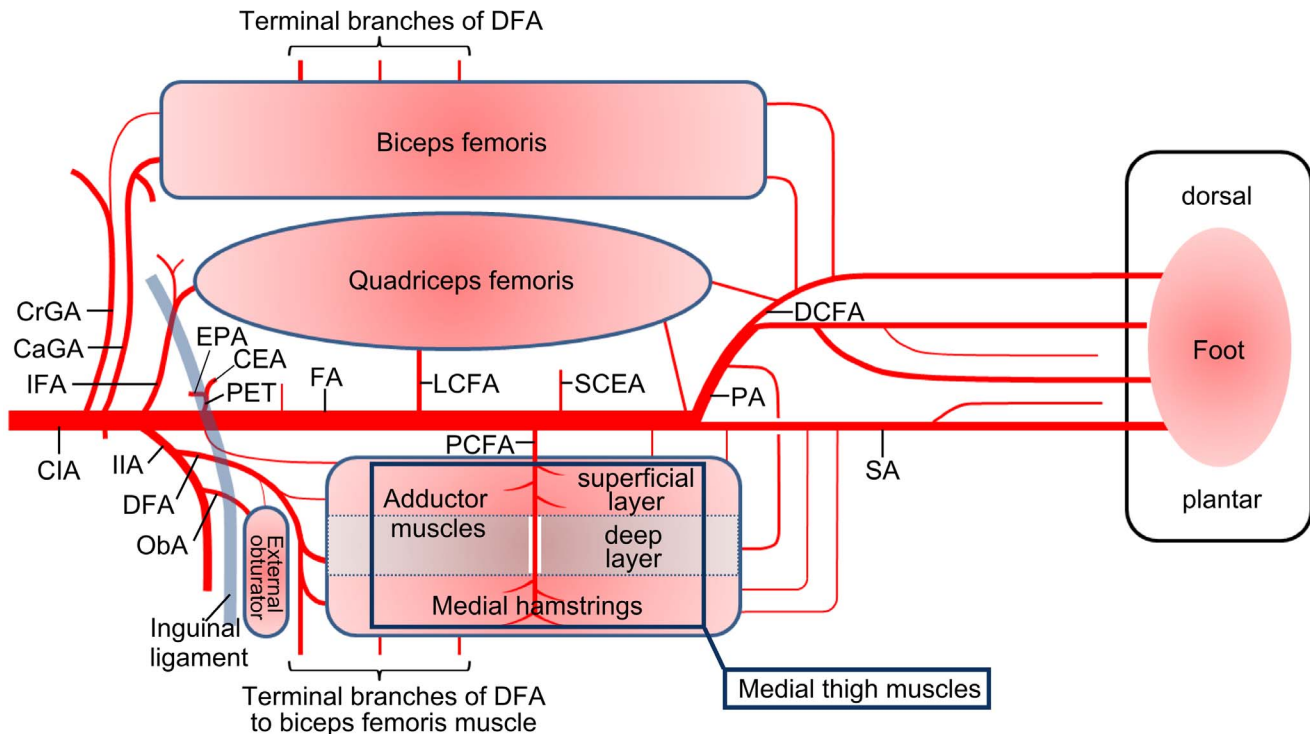 Terminal branches of DFA
Biceps femoris
dorsal
Quadriceps femoris
CrGA
DCFA
EPA
CaGA
CEA
Foot
FA
IFA
PET
LCFA
SCEA
PA
PCFA
CIA
IIA
SA
superficial
layer
Adductor
muscles
DFA
plantar
deep
layer
ObA
External
obturator
Medial hamstrings
Inguinal
ligament
Medial thigh muscles
Terminal branches of DFA
to biceps femoris muscle